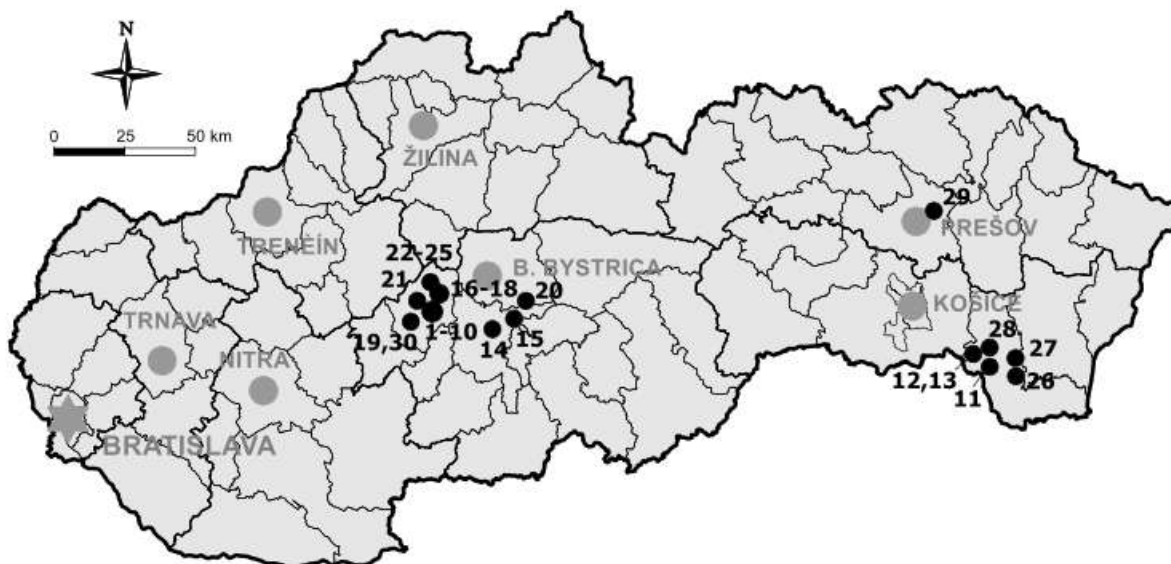 N
0 25 50 km
ŽILINA
TRENÈÍN
29
PREŠOV
22-25
B. BYSTRICA
21
16-18
20
TRNAVA
KOŠICE
19,30
1-10
14
15
NITRA
28
27
12,13
11
26
BRATISLAVA